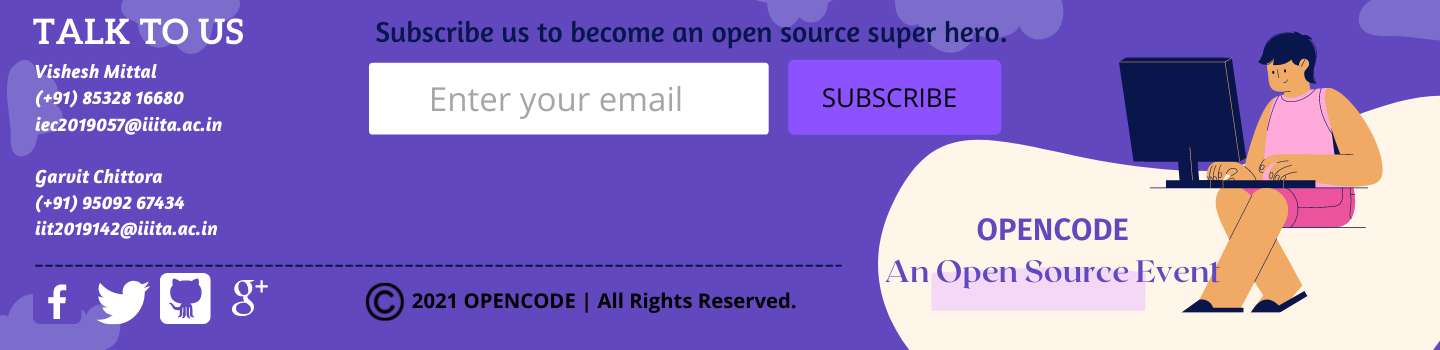 TALK TO US
Vishesh Mittal
(+91) 85328 16680
iec2019057@iiita.ac.in
Garvit Chittora
(+91) 95092 67434
iit2019142@iiita.ac.in
Subscribe us to become an open source super hero.
Enter your email
SUBSCRIBE
OPENCODE
An Open Source Event
f
g+
© 2021 OPENCODE | All Rights Reserved.